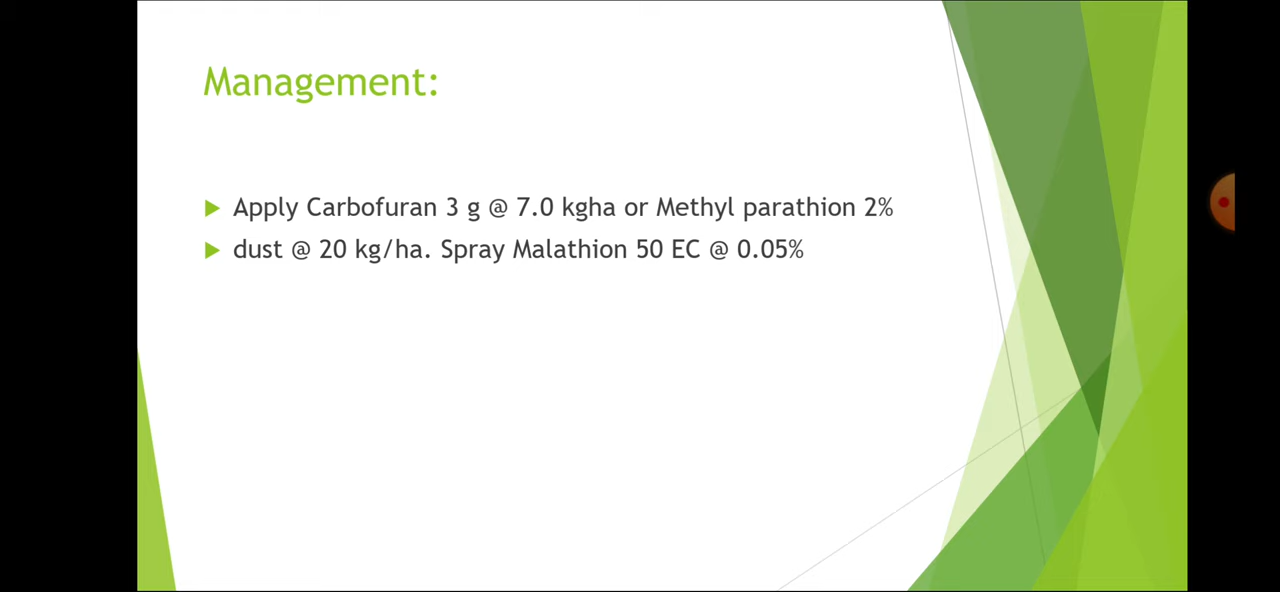 Management:
Apply Carbofuran 3 g @ 7.0 kgha or Methyl parathion 2%
dust @ 20 kg/ha. Spray Malathion 50 EC @ 0.05%